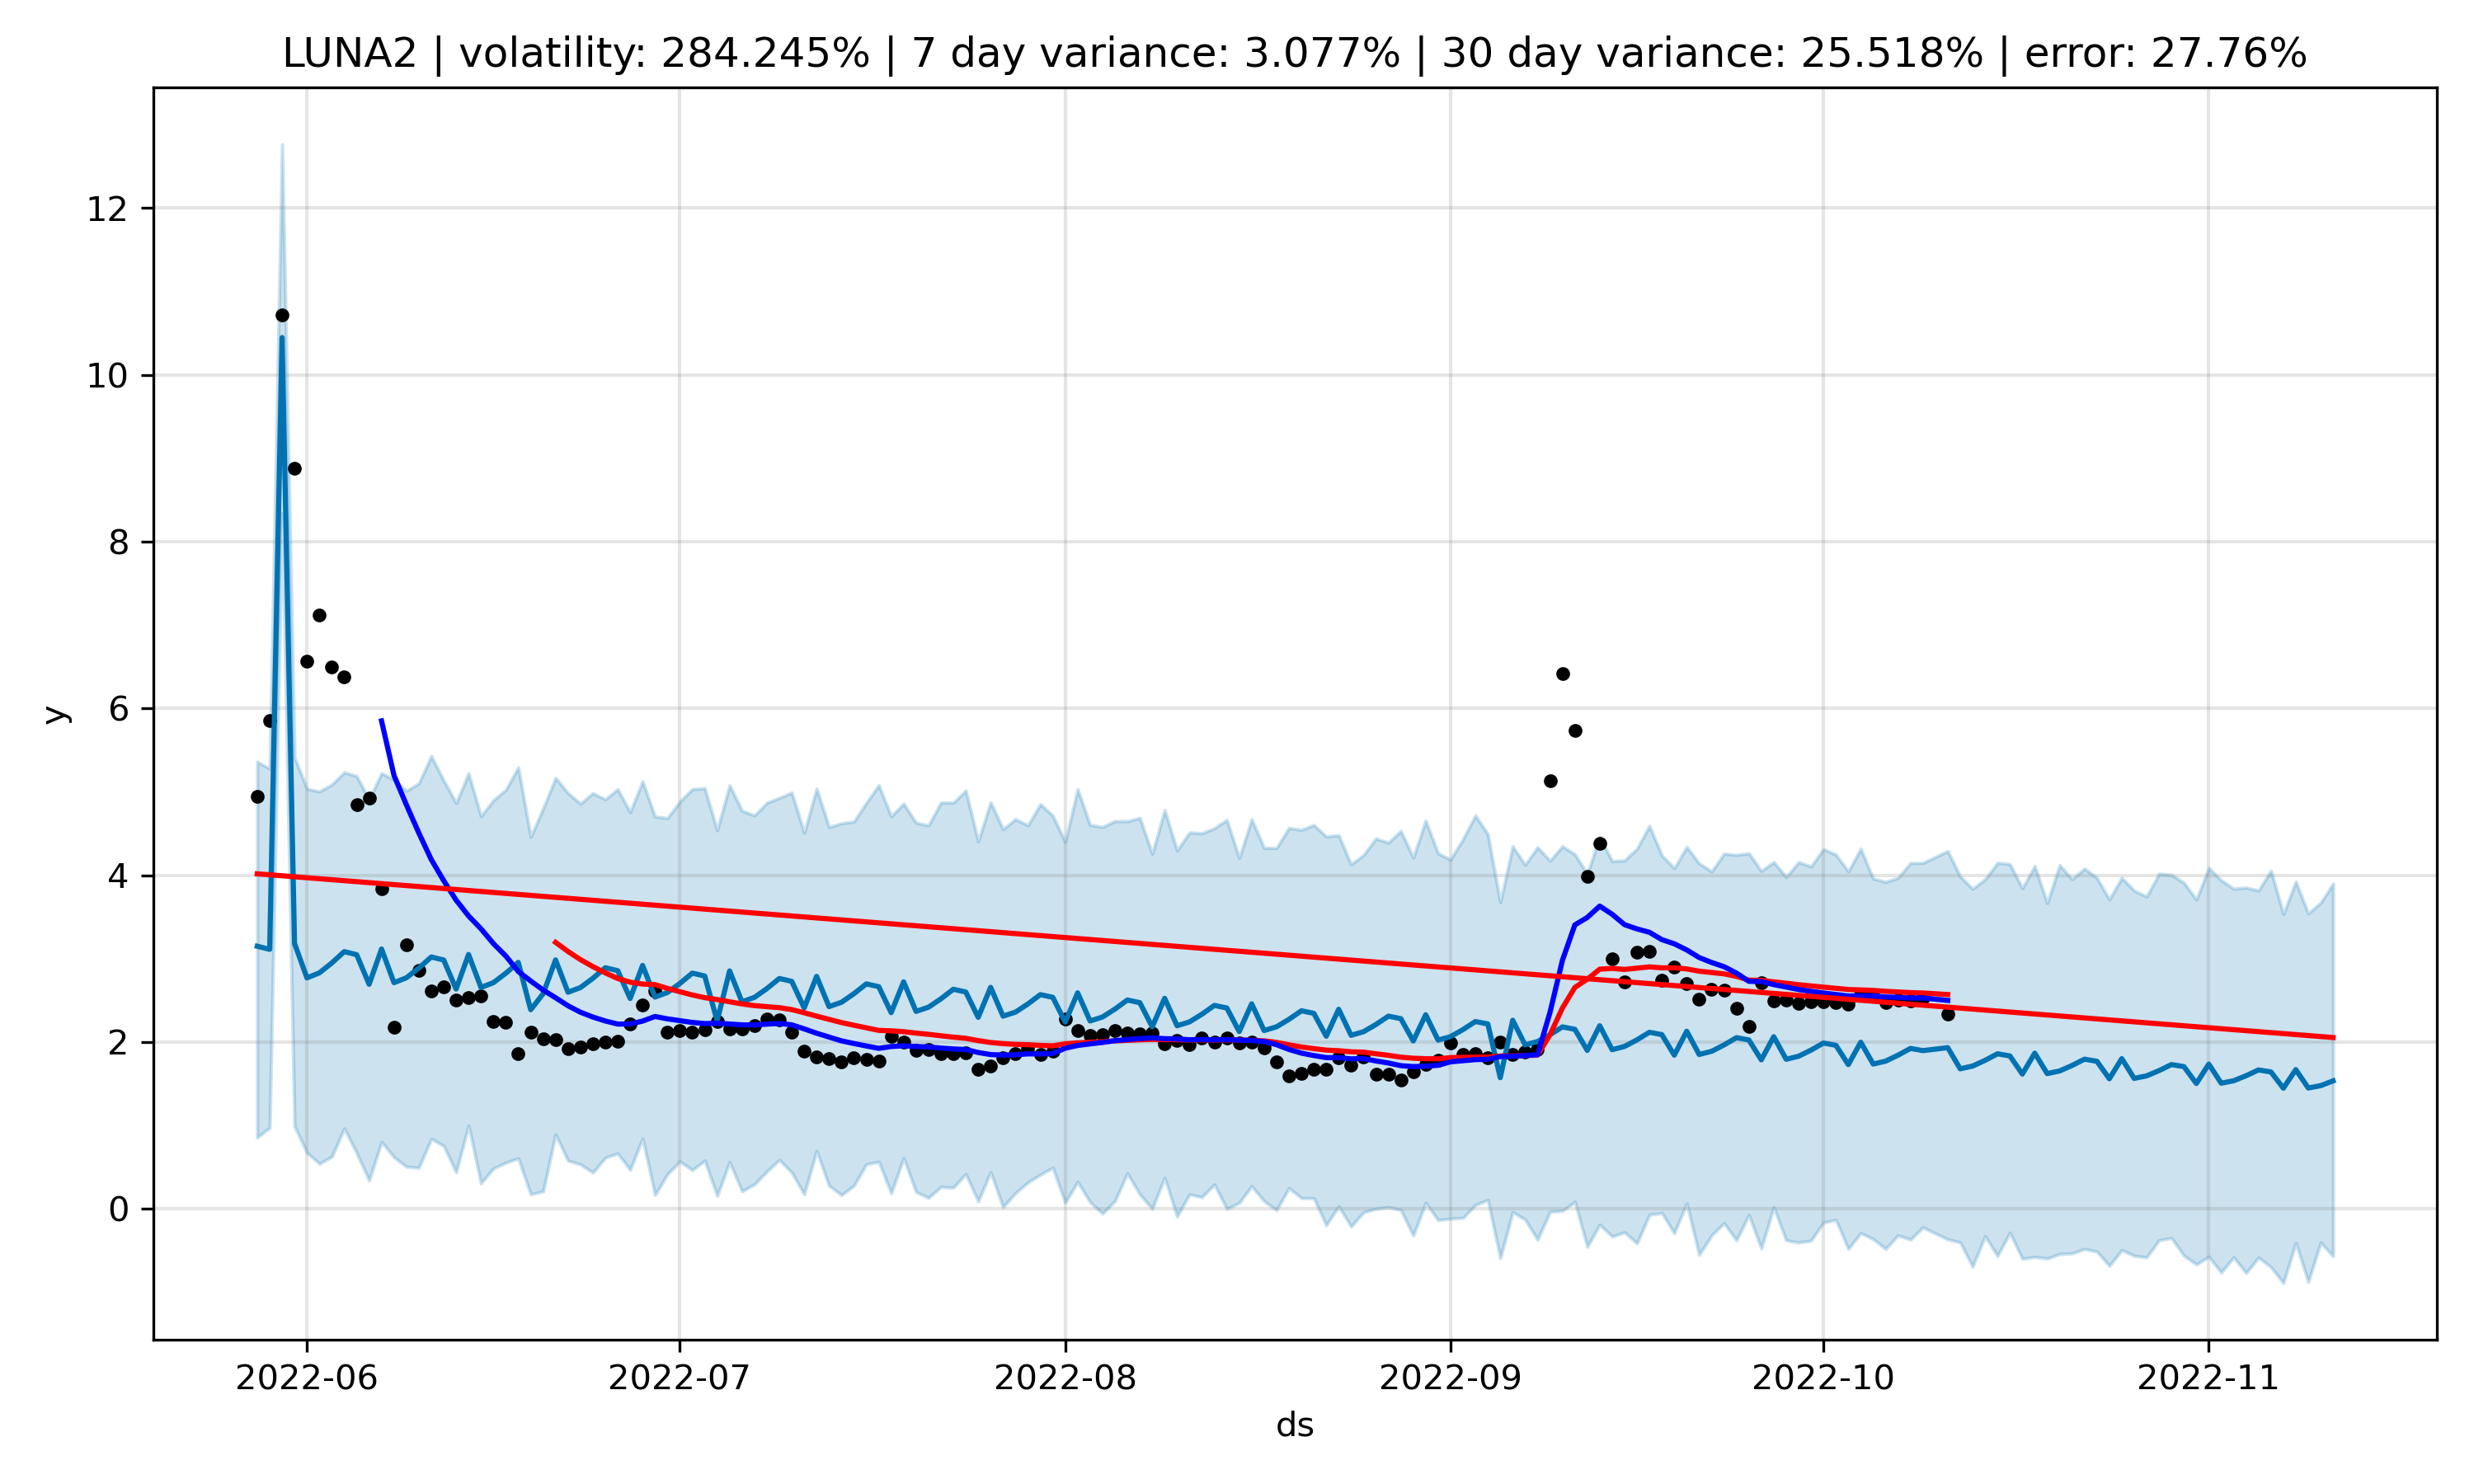 LUNA2 | volatility: 284.245% | 7 day variance: 3.077% | 30 day variance: 25.518% | error: 27.76%
12
10
8
6
4
2
0
y
2022-06 2022-07 2022-08 2022-09 2022-10 2022-11
ds